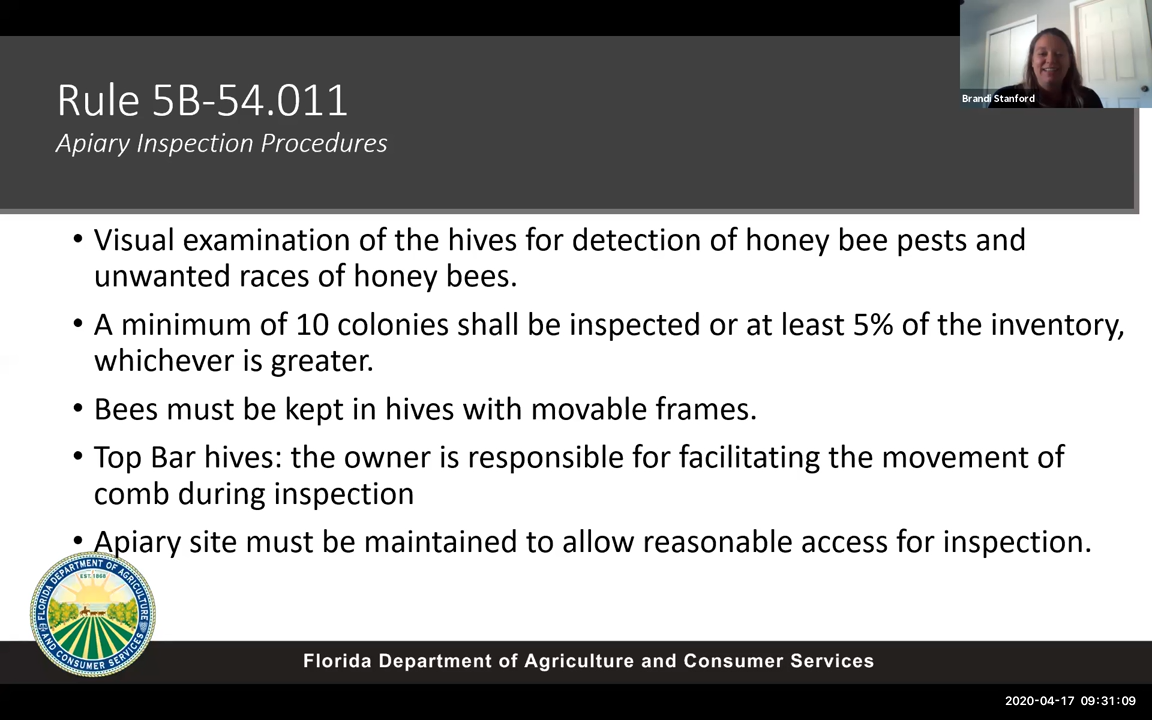 Rule 5B-54.011
Apiary Inspection Procedures
Brandi Stanford
• Visual examination of the hives for detection of honey bee pests and
unwanted races of honey bees.
• A minimum of 10 colonies shall be inspected or at least 5% of the inventory,
whichever is greater.
• Bees must be kept in hives with movable frames.
• Top Bar hives: the owner is responsible for facilitating the movement of
comb during inspection
• Apiary site must be maintained to allow reasonable access for inspection.
FLORIDA DEPARTMENT OF AGRICULTURE
AND CONSUMER SERVICES
EST. 1868
Florida Department of Agriculture and Consumer Services
2020-04-17 09:31:09